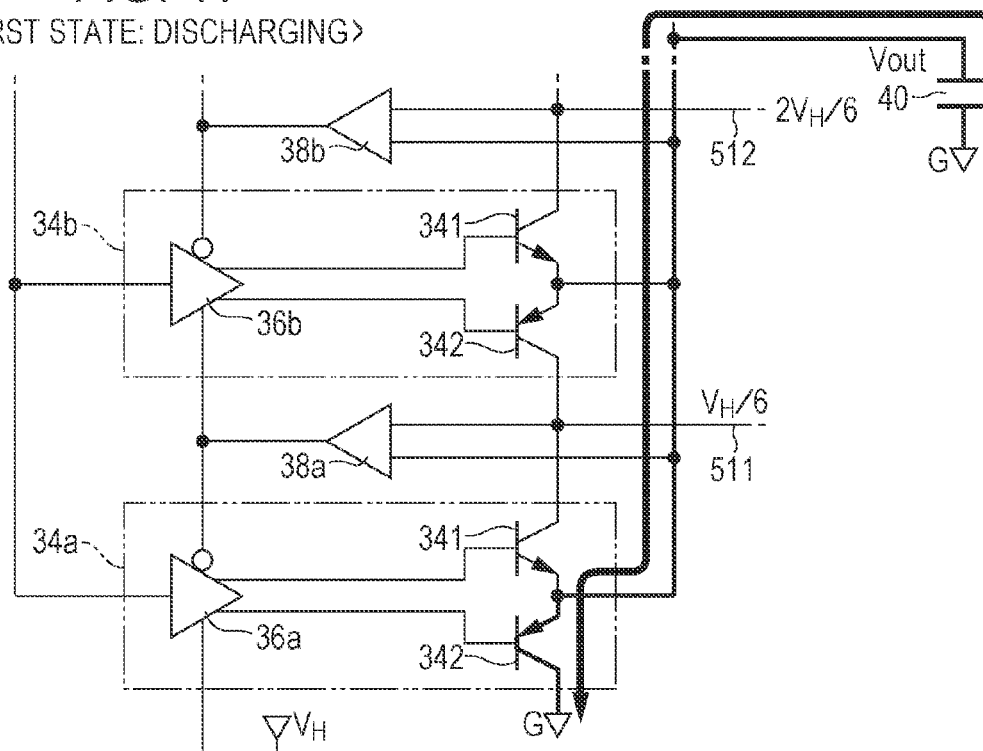 RST STATE: DISCHARGING>
Vout
40
G
2VH/6
512
38b
34b
341
36b
342
VH/6
511
38a
34a
341
36a
342
VH
G